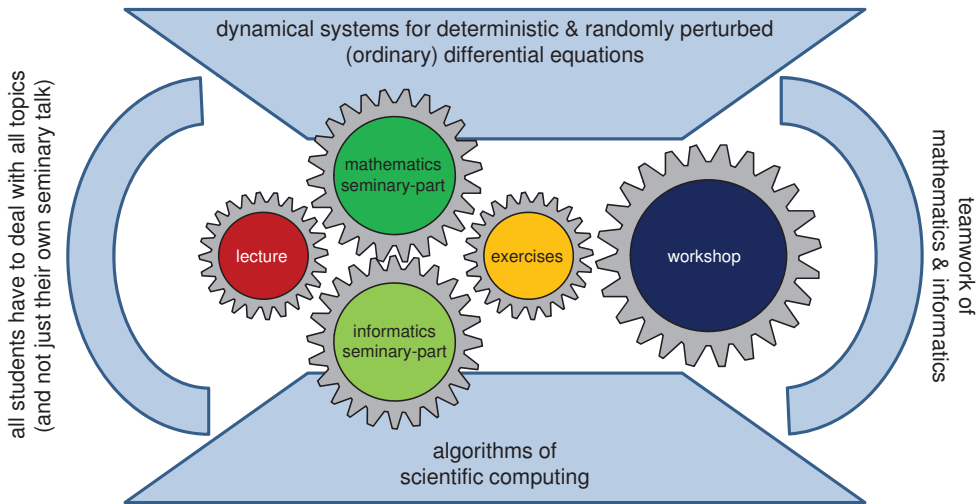 dynamical systems for deterministic & randomly perturbed
(ordinary) differential equations
all students have to deal with all topics
(and not just their own seminary talk)
mathematics
seminary-part
lecture
exercises
workshop
informatics
seminary-part
teamwork of
mathematics & informatics
algorithms of
scientific computing